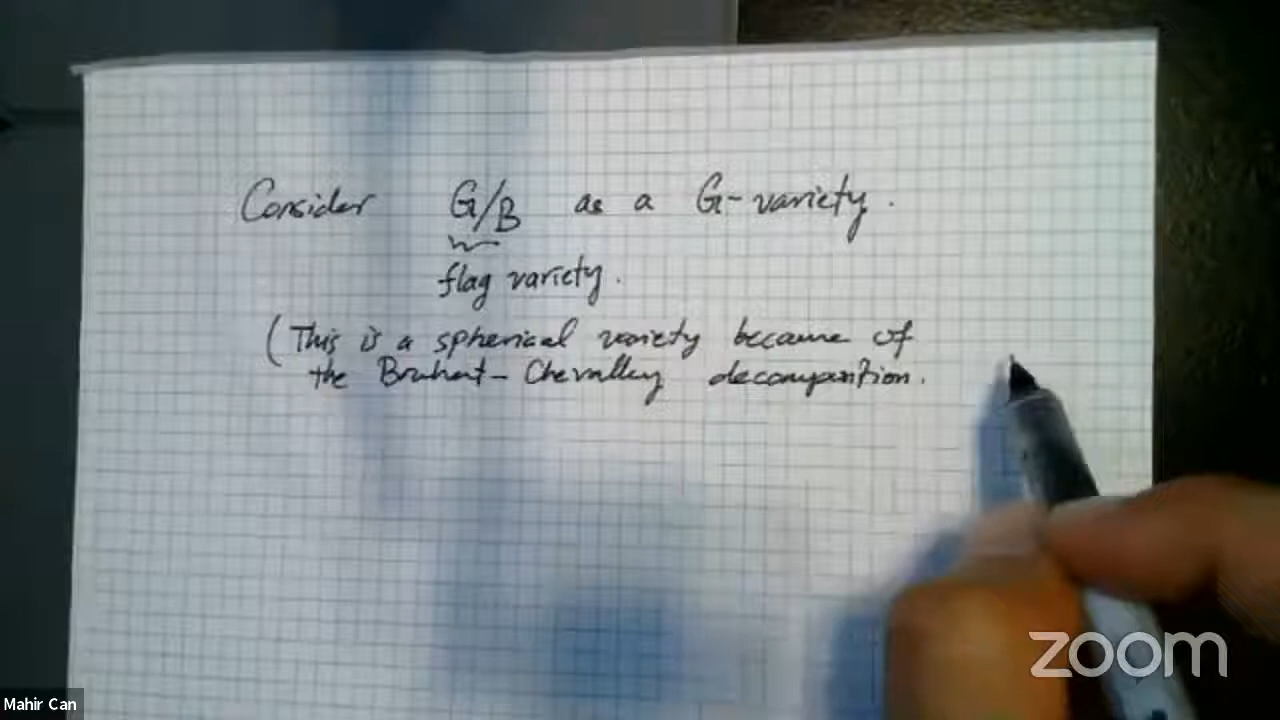 Consider G/B as a G-variety.
flag variety.
(This is a spherical variety because of
the Bruhat-Chevalley decomposition.
zoom
Mahir Can